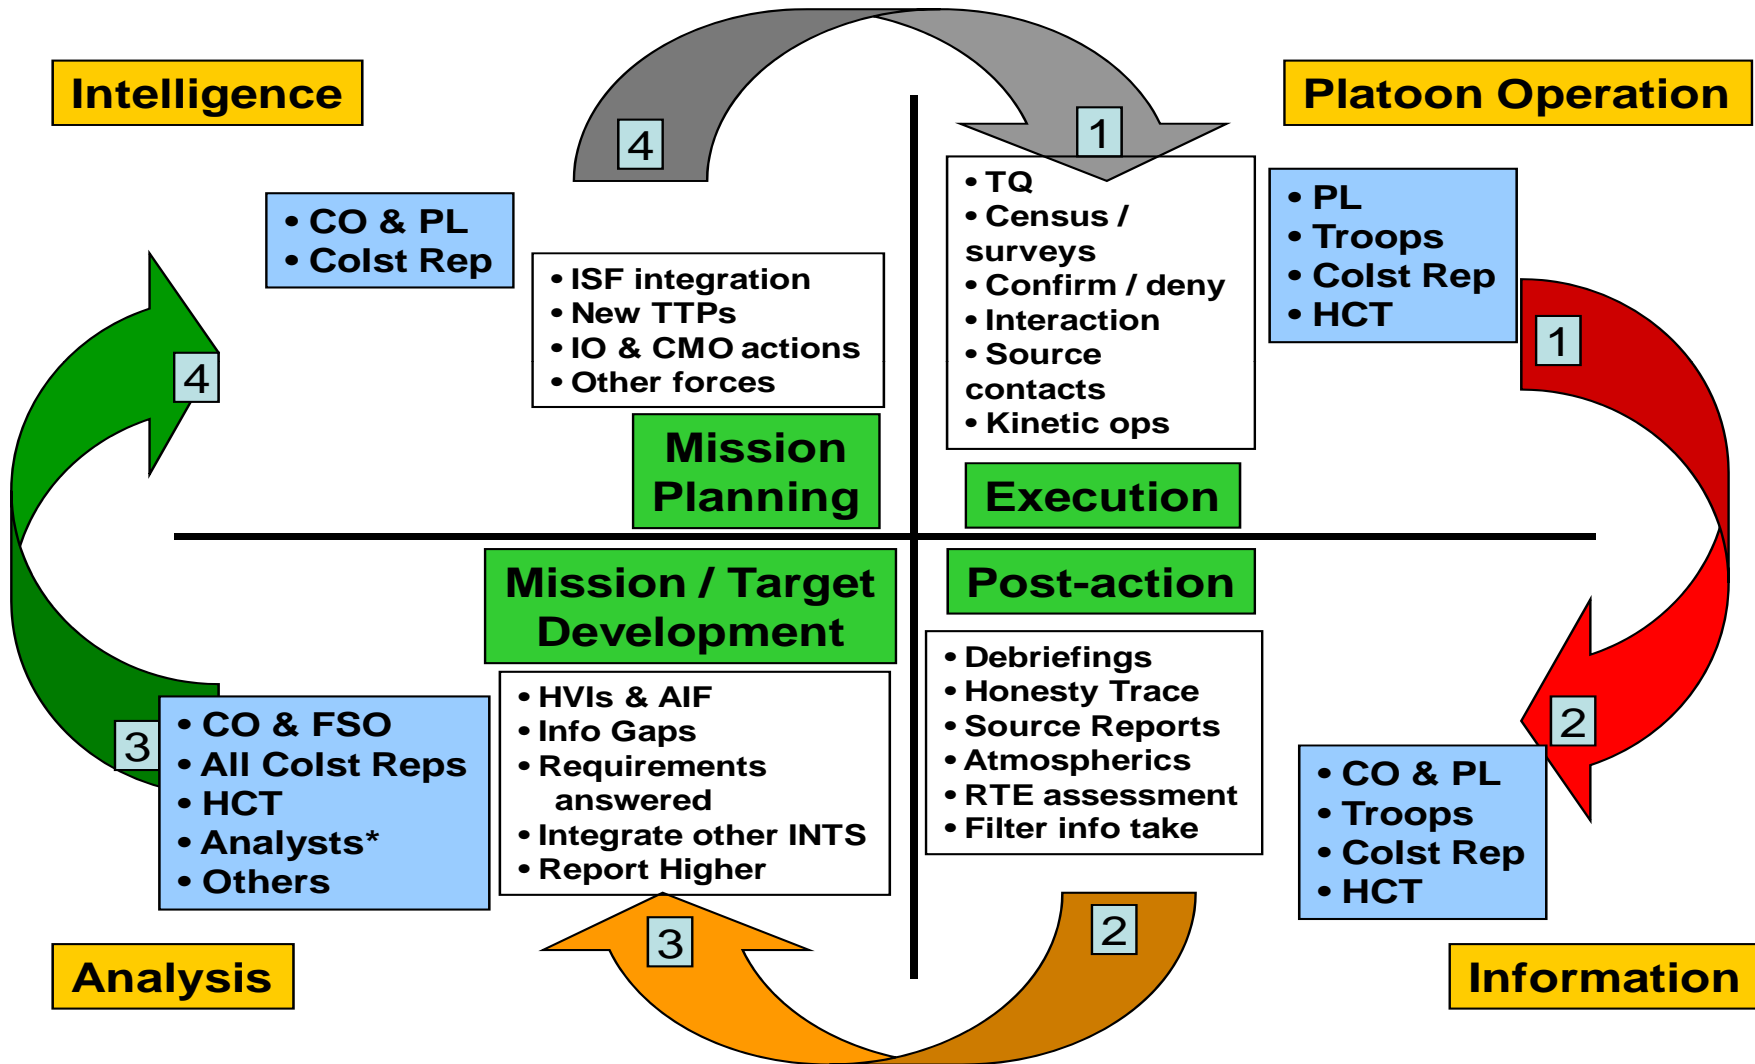 Intelligence
Platoon Operation
4
1
• CO & PL
• Colst Rep
• ISF integration
• New TTPs
• IO & CMO actions
• Other forces
Mission
Planning
• TQ
• Census /
surveys
• Confirm / deny
• Interaction
• Source
contacts
• Kinetic ops
Execution
• PL
• Troops
• Colst Rep
• HCT
1
4
Mission / Target
Development
Post-action
3
• CO & FSO
• All Colst Reps
• HCT
• Analysts*
• Others
• HVIs & AIF
• Info Gaps
• Requirements
answered
• Integrate other INTS
• Report Higher
• Debriefings
• Honesty Trace
• Source Reports
• Atmospherics
• RTE assessment
• Filter info take
2
• CO & PL
• Troops
• Colst Rep
• HCT
3
2
Analysis
Information